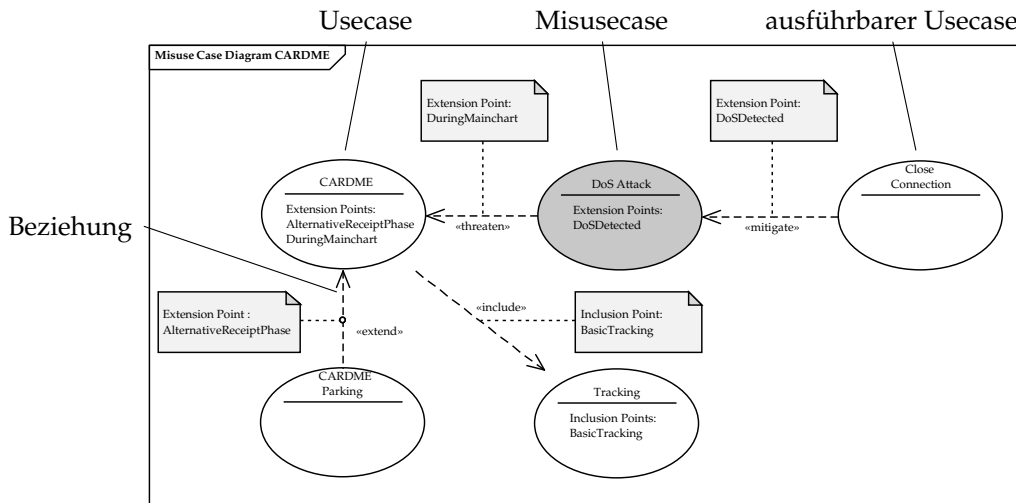 Usecase
Misusecase
ausführbarer Usecase
Misuse Case Diagram CARDME
Extension Point:
DuringMainchart
Extension Point:
DoSDetected
CARDME
Extension Points:
AlternativeReceiptPhase
DuringMainchart
«threaten»
DoS Attack
Extension Points:
DoSDetected
«mitigate»
Close
Connection
Beziehung
Extension Point :
AlternativeReceiptPhase
«extend»
«include»
Inclusion Point:
BasicTracking
CARDME
Parking
Tracking
Inclusion Points:
BasicTracking